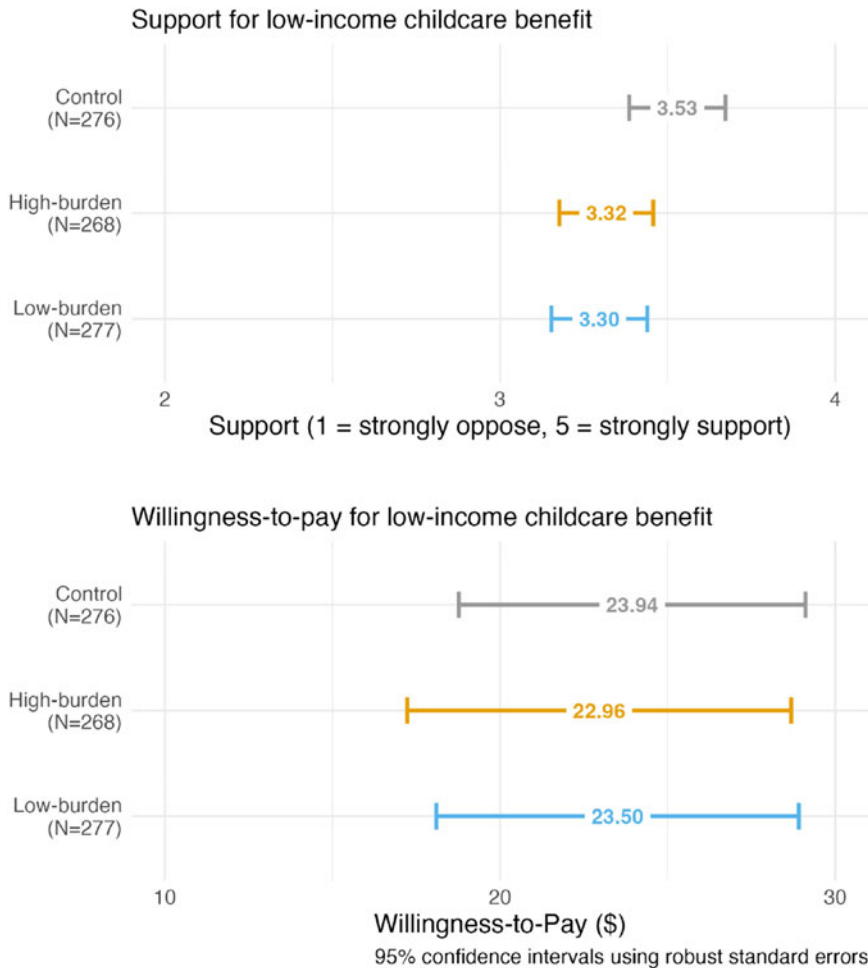 Support for low-income childcare benefit
Control
(N=276)
3.53
High-burden
(N=268)
3.32
Low-burden
(N=277)
3.30
2
3
4
Support (1 = strongly oppose, 5 = strongly support)
Willingness-to-pay for low-income childcare benefit
Control
(N=276)
23.94
High-burden
(N=268)
22.96
Low-burden
(N=277)
23.50
10
20
30
Willingness-to-Pay ($)
95% confidence intervals using robust standard errors